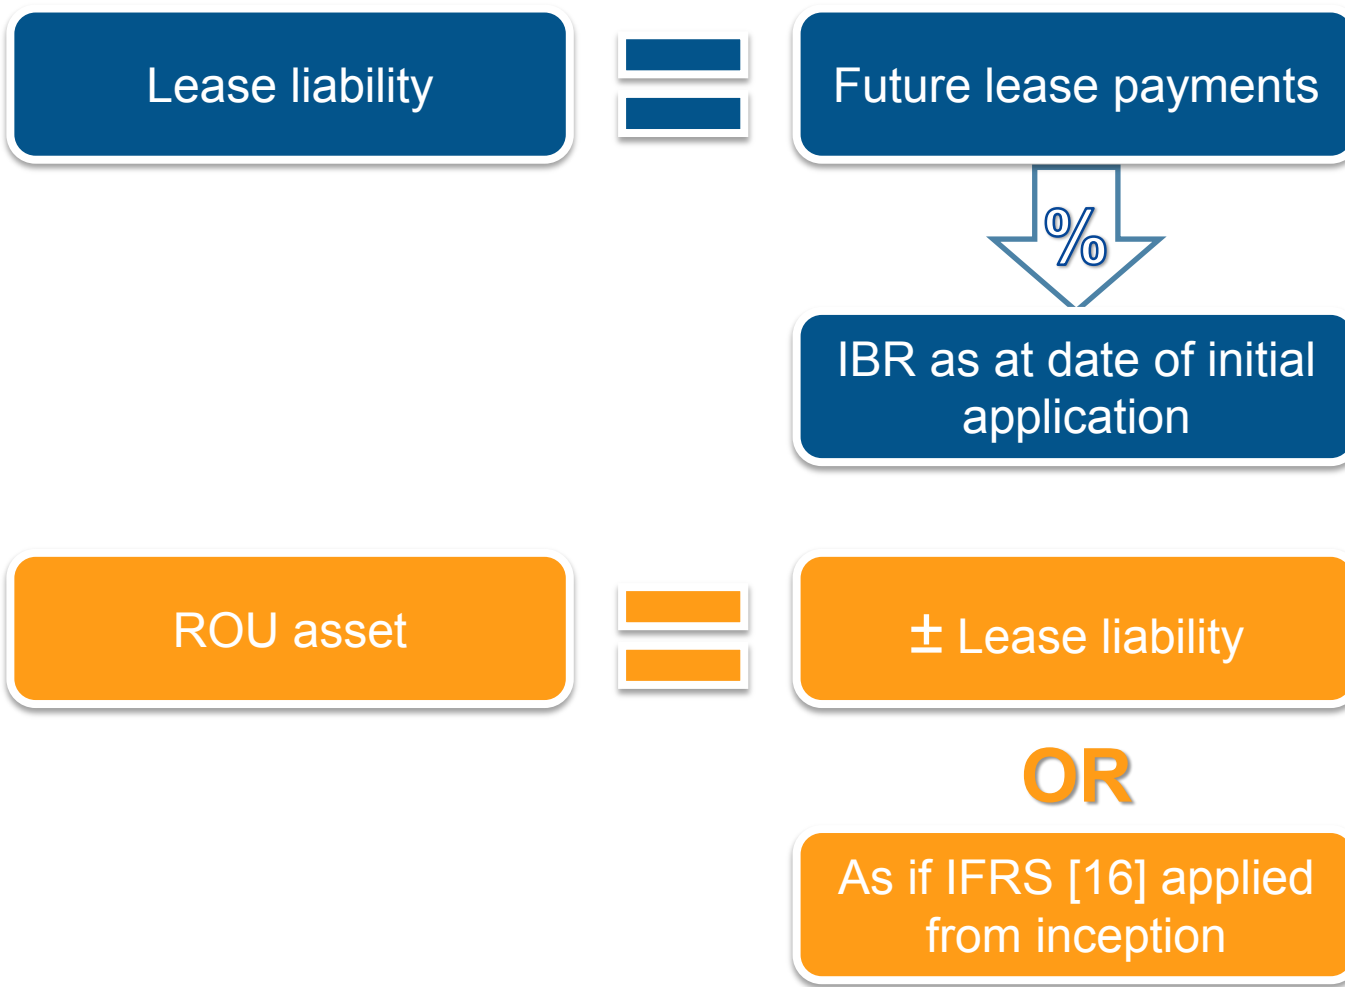 Lease liability
Future lease payments
%
IBR as at date of initial
application
ROU asset
± Lease liability
OR
As if IFRS [16] applied
from inception